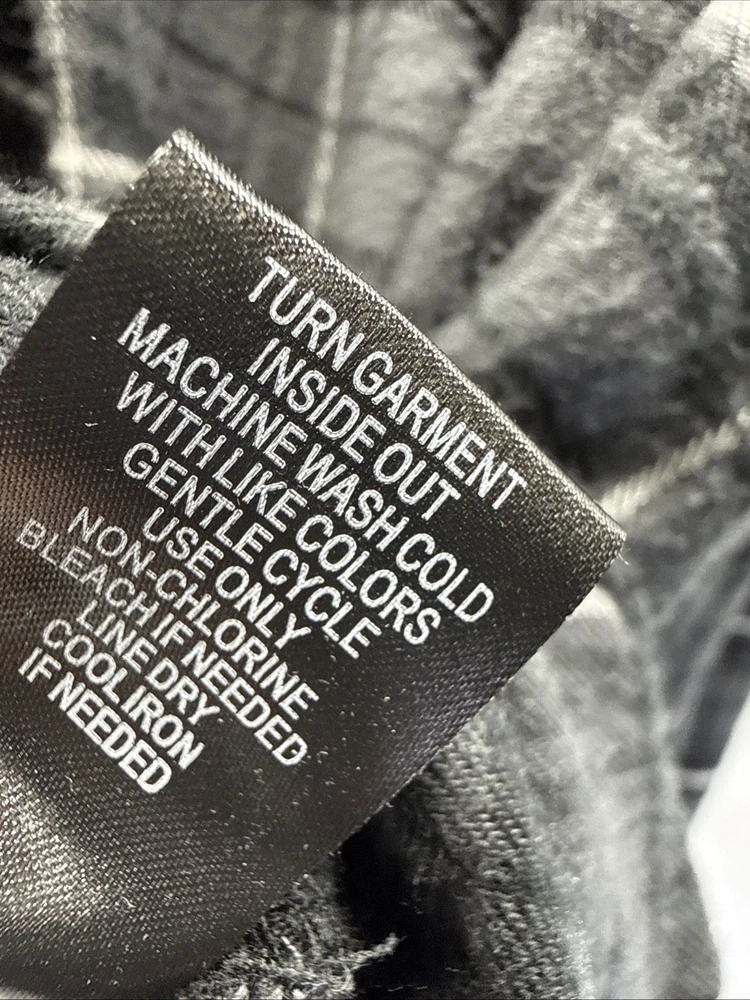 TURN GARMENT
INSIDE OUT
MACHINE WASH COLD
WITH LIKE COLORS
GENTLE CYCLE
USE ONLY
NON-CHLORINE
BLEACH IF NEEDED
LINE DRY
COOL IRON
IF NEEDED